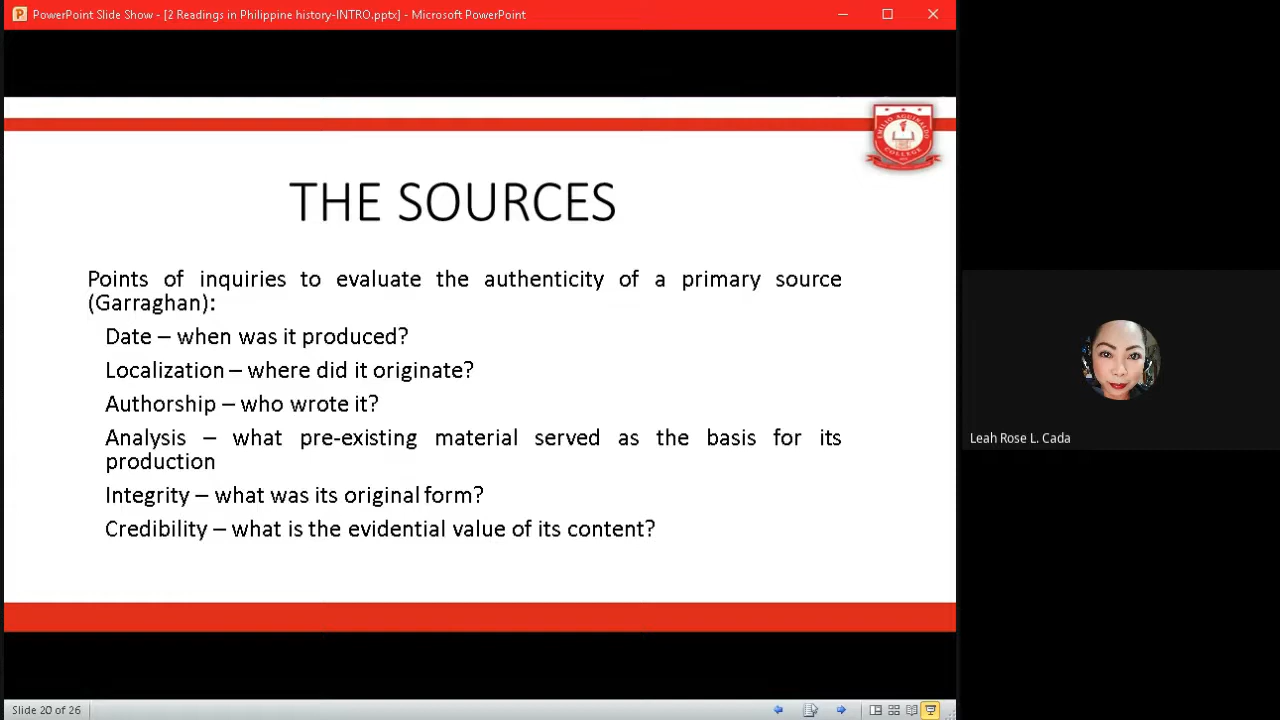 PowerPoint Slide Show - [2 Readings in Philippine history-INTRO.pptx] - Microsoft PowerPoint
EMILIO AGUINALDO
COLLEGE
THE SOURCES
Points of inquiries to evaluate the authenticity of a primary source
(Garraghan):
Date – when was it produced?
Localization – where did it originate?
Authorship – who wrote it?
Analysis – what pre-existing material served as the basis for its
production
Integrity – what was its original form?
Credibility – what is the evidential value of its content?
Leah Rose L. Cada
Slide 20 of 26